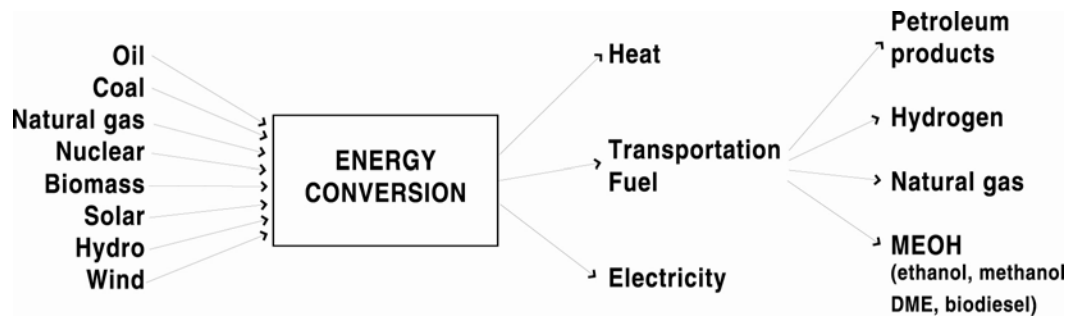 Oil
Coal
Natural gas
Nuclear
Biomass
Solar
Hydro
Wind
ENERGY
CONVERSION
Heat
Transportation
Fuel
Electricity
Petroleum
products
Hydrogen
Natural gas
MEOH
(ethanol, methanol
DME, biodiesel)